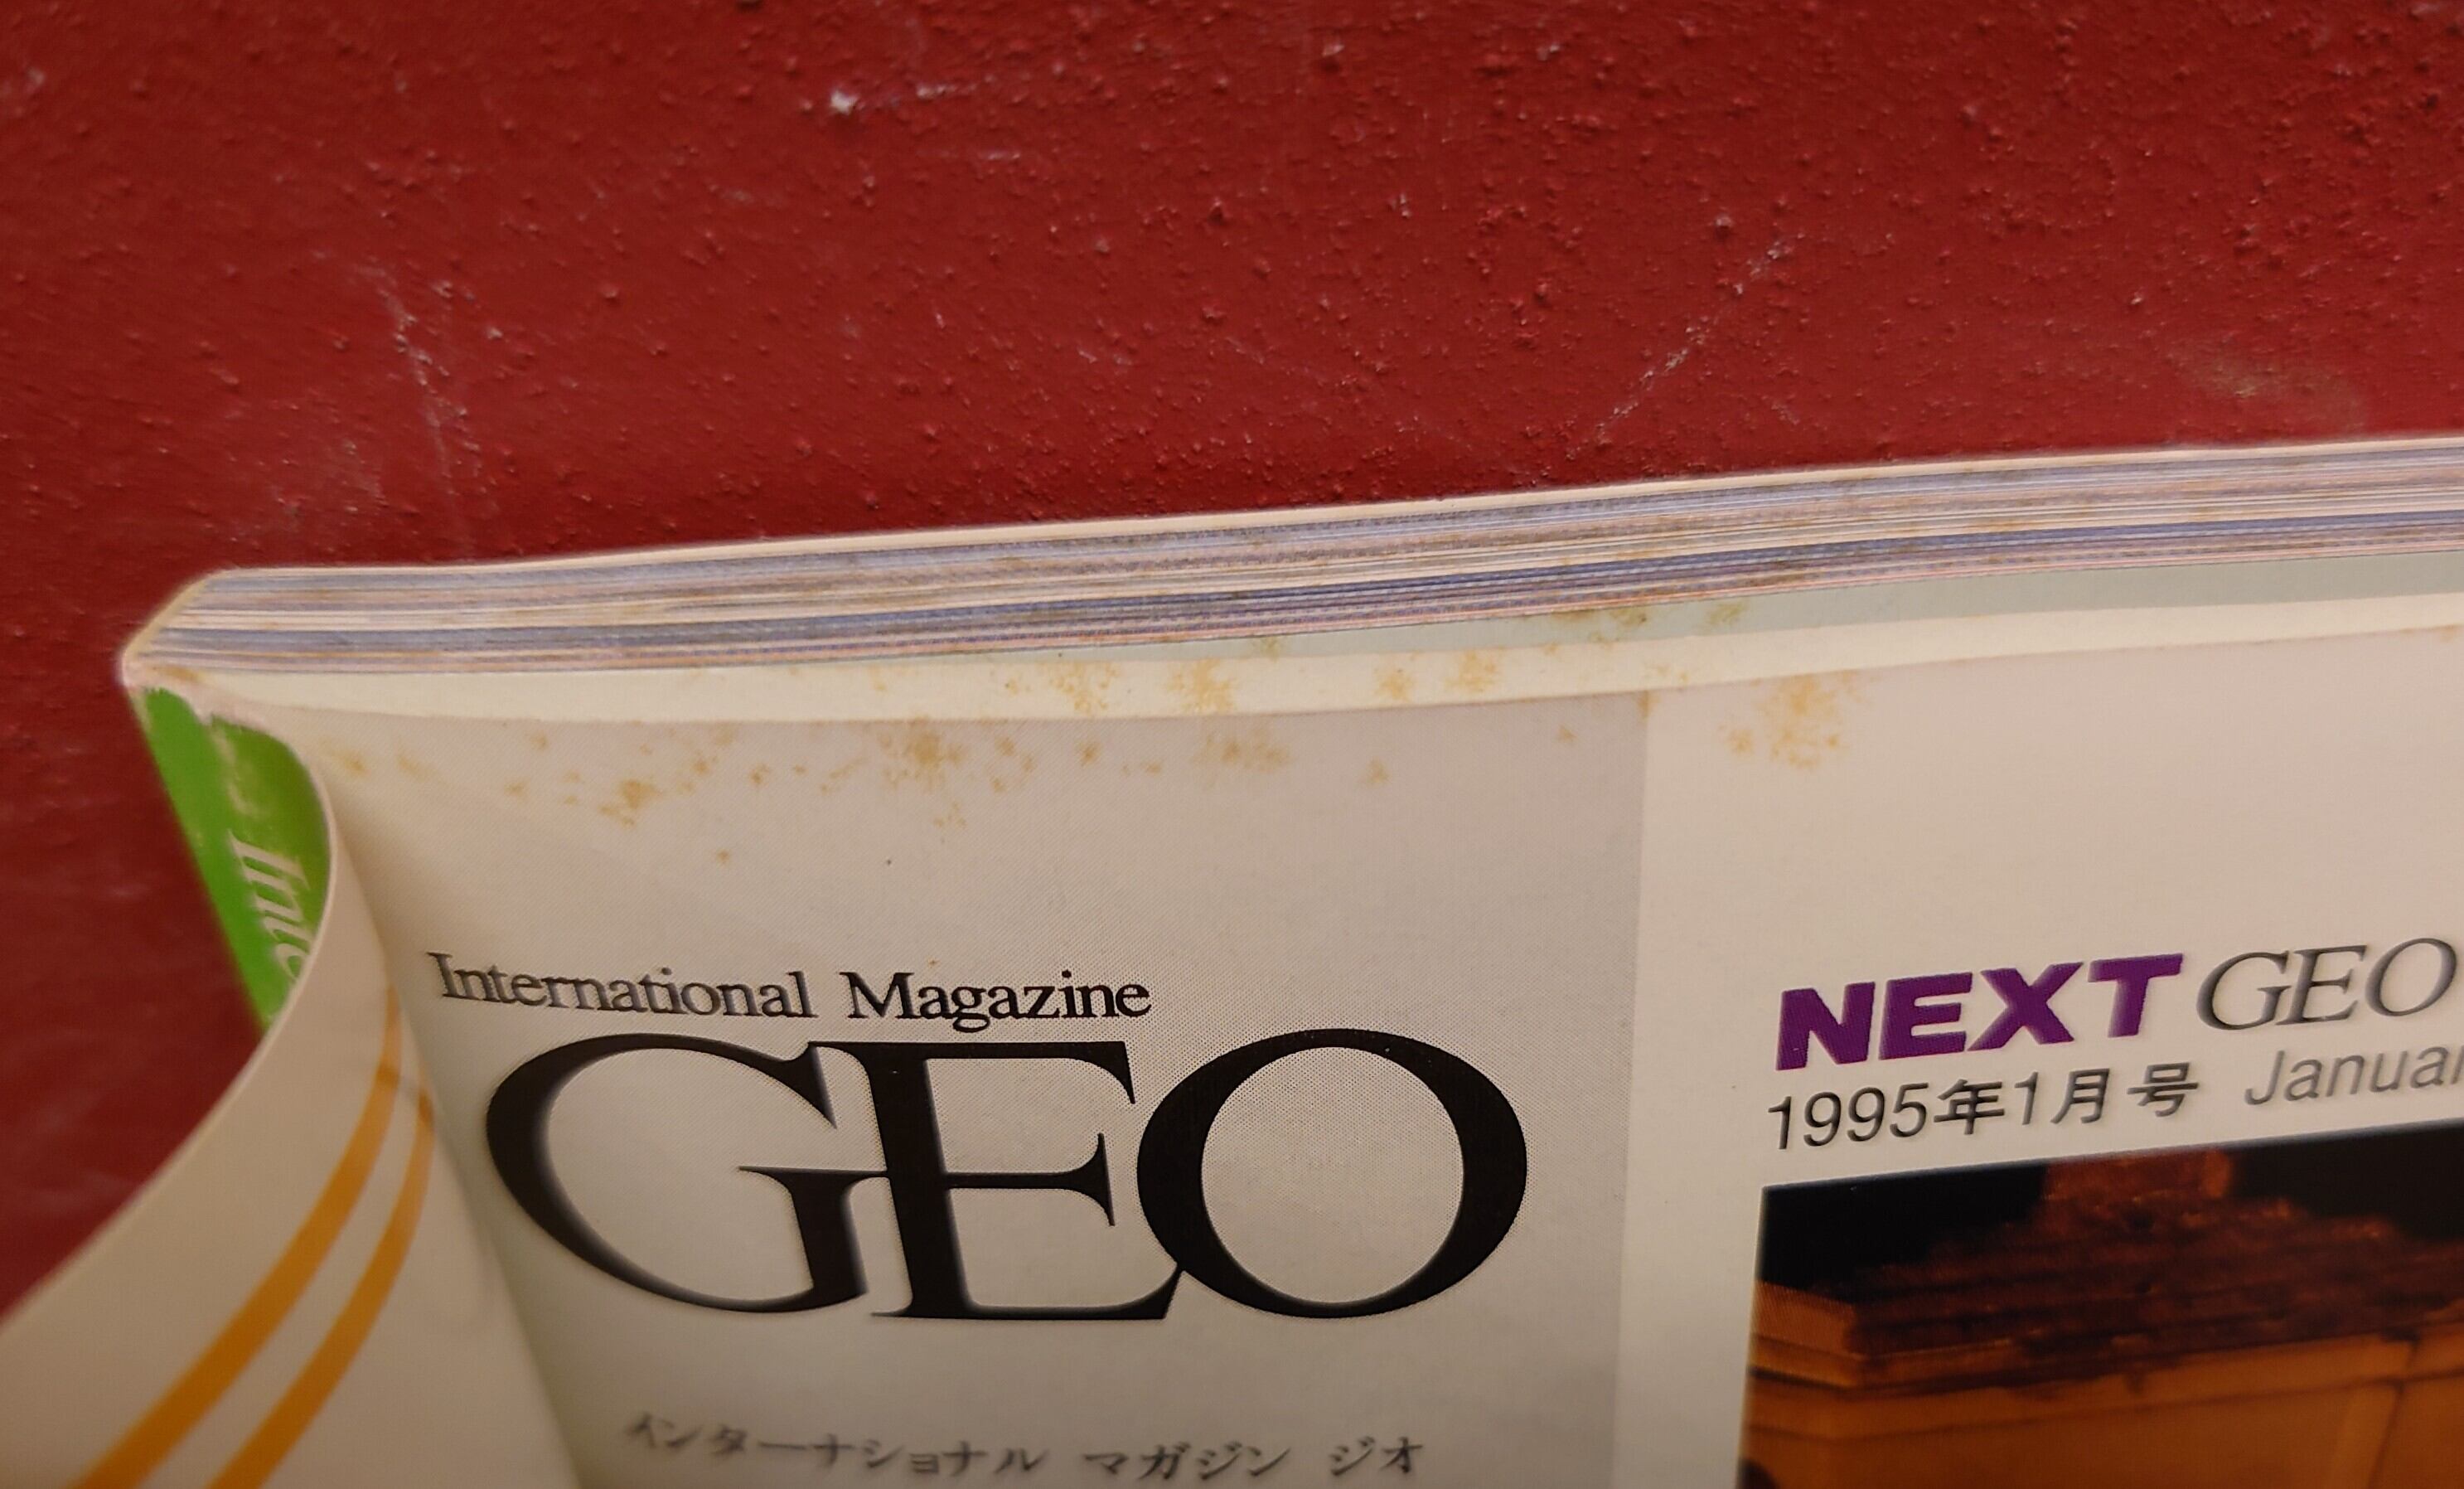 International Magazine
GEO
インターナショナル マガジン ジオ
NEXT GEO
1995年1月号